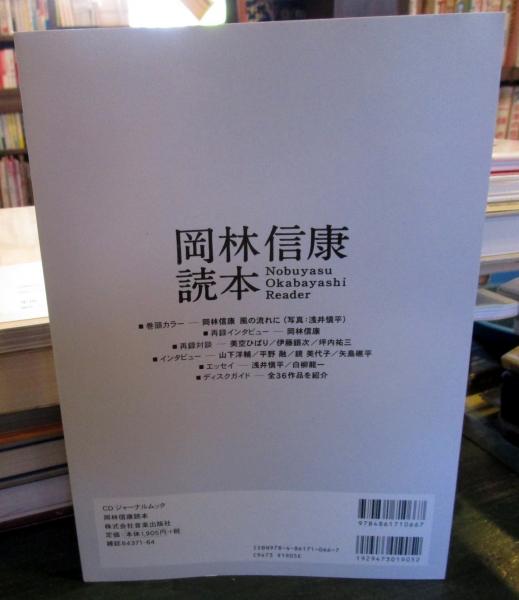 岡林信康
読本
Nobuyasu
Okabayashi
Reader
■ 巻頭カラー ── 岡林信康 風の流れに（写真：浅井愼平）
■ 再録インタビュー ── 岡林信康
■ 再録対談 ── 美空ひばり／伊藤銀次／坪内祐三
■ インタビュー ── 山下洋輔／平野 融／鏡 美代子／矢島礒平
■ エッセイ ── 浅井愼平／白柳龍一
■ ディスクガイド ── 全36作品を紹介
CDジャーナルムック
岡林信康読本
株式会社音楽出版社
定価：本体1,905円+税
雑誌64371-64
ISBN978-4-86171-066-7
C9473 ¥1905E
9784861710667
1929473019052